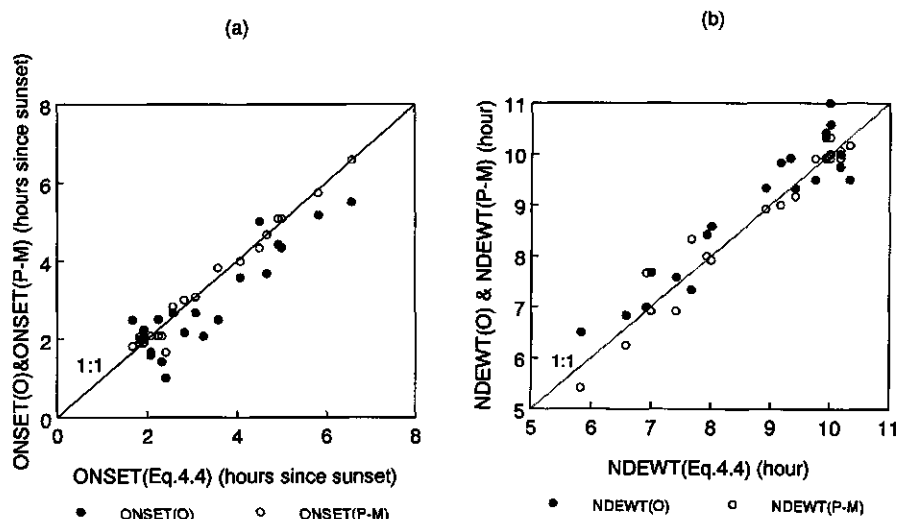 (a)
ONSET(O)&ONSET(P-M) (hours since sunset)
8
6
4
2
0
1:1
0 2 4 6 8
ONSET(Eq.4.4) (hours since sunset)
ONSET(O) ONSET(P-M)
(b)
NDEWT(O) & NDEWT(P-M) (hour)
11
10
9
8
7
6
5
1:1
5 6 7 8 9 10 11
NDEWT(Eq.4.4) (hour)
NDEWT(O) NDEWT(P-M)